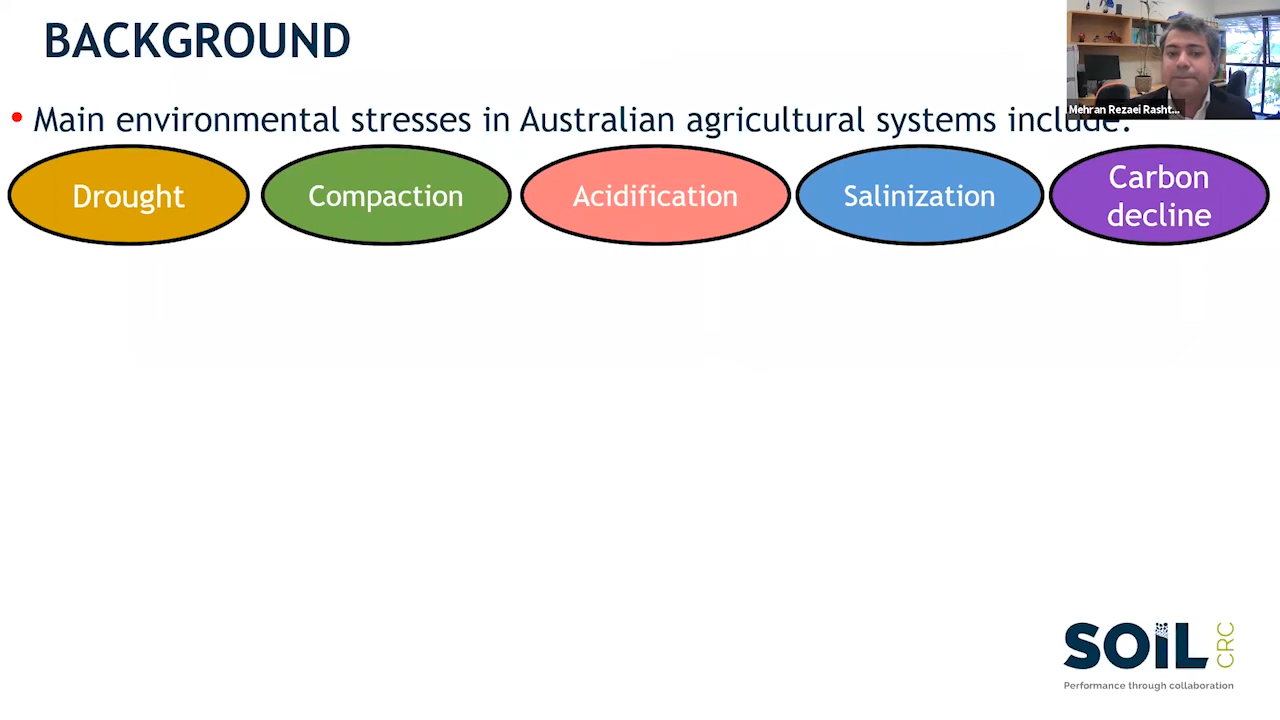 BACKGROUND
Mehran Rezaei Rasht...
• Main environmental stresses in Australian agricultural systems include:
Drought
Compaction
Acidification
Salinization
Carbon
decline
SOiL CRC
Performance through collaboration